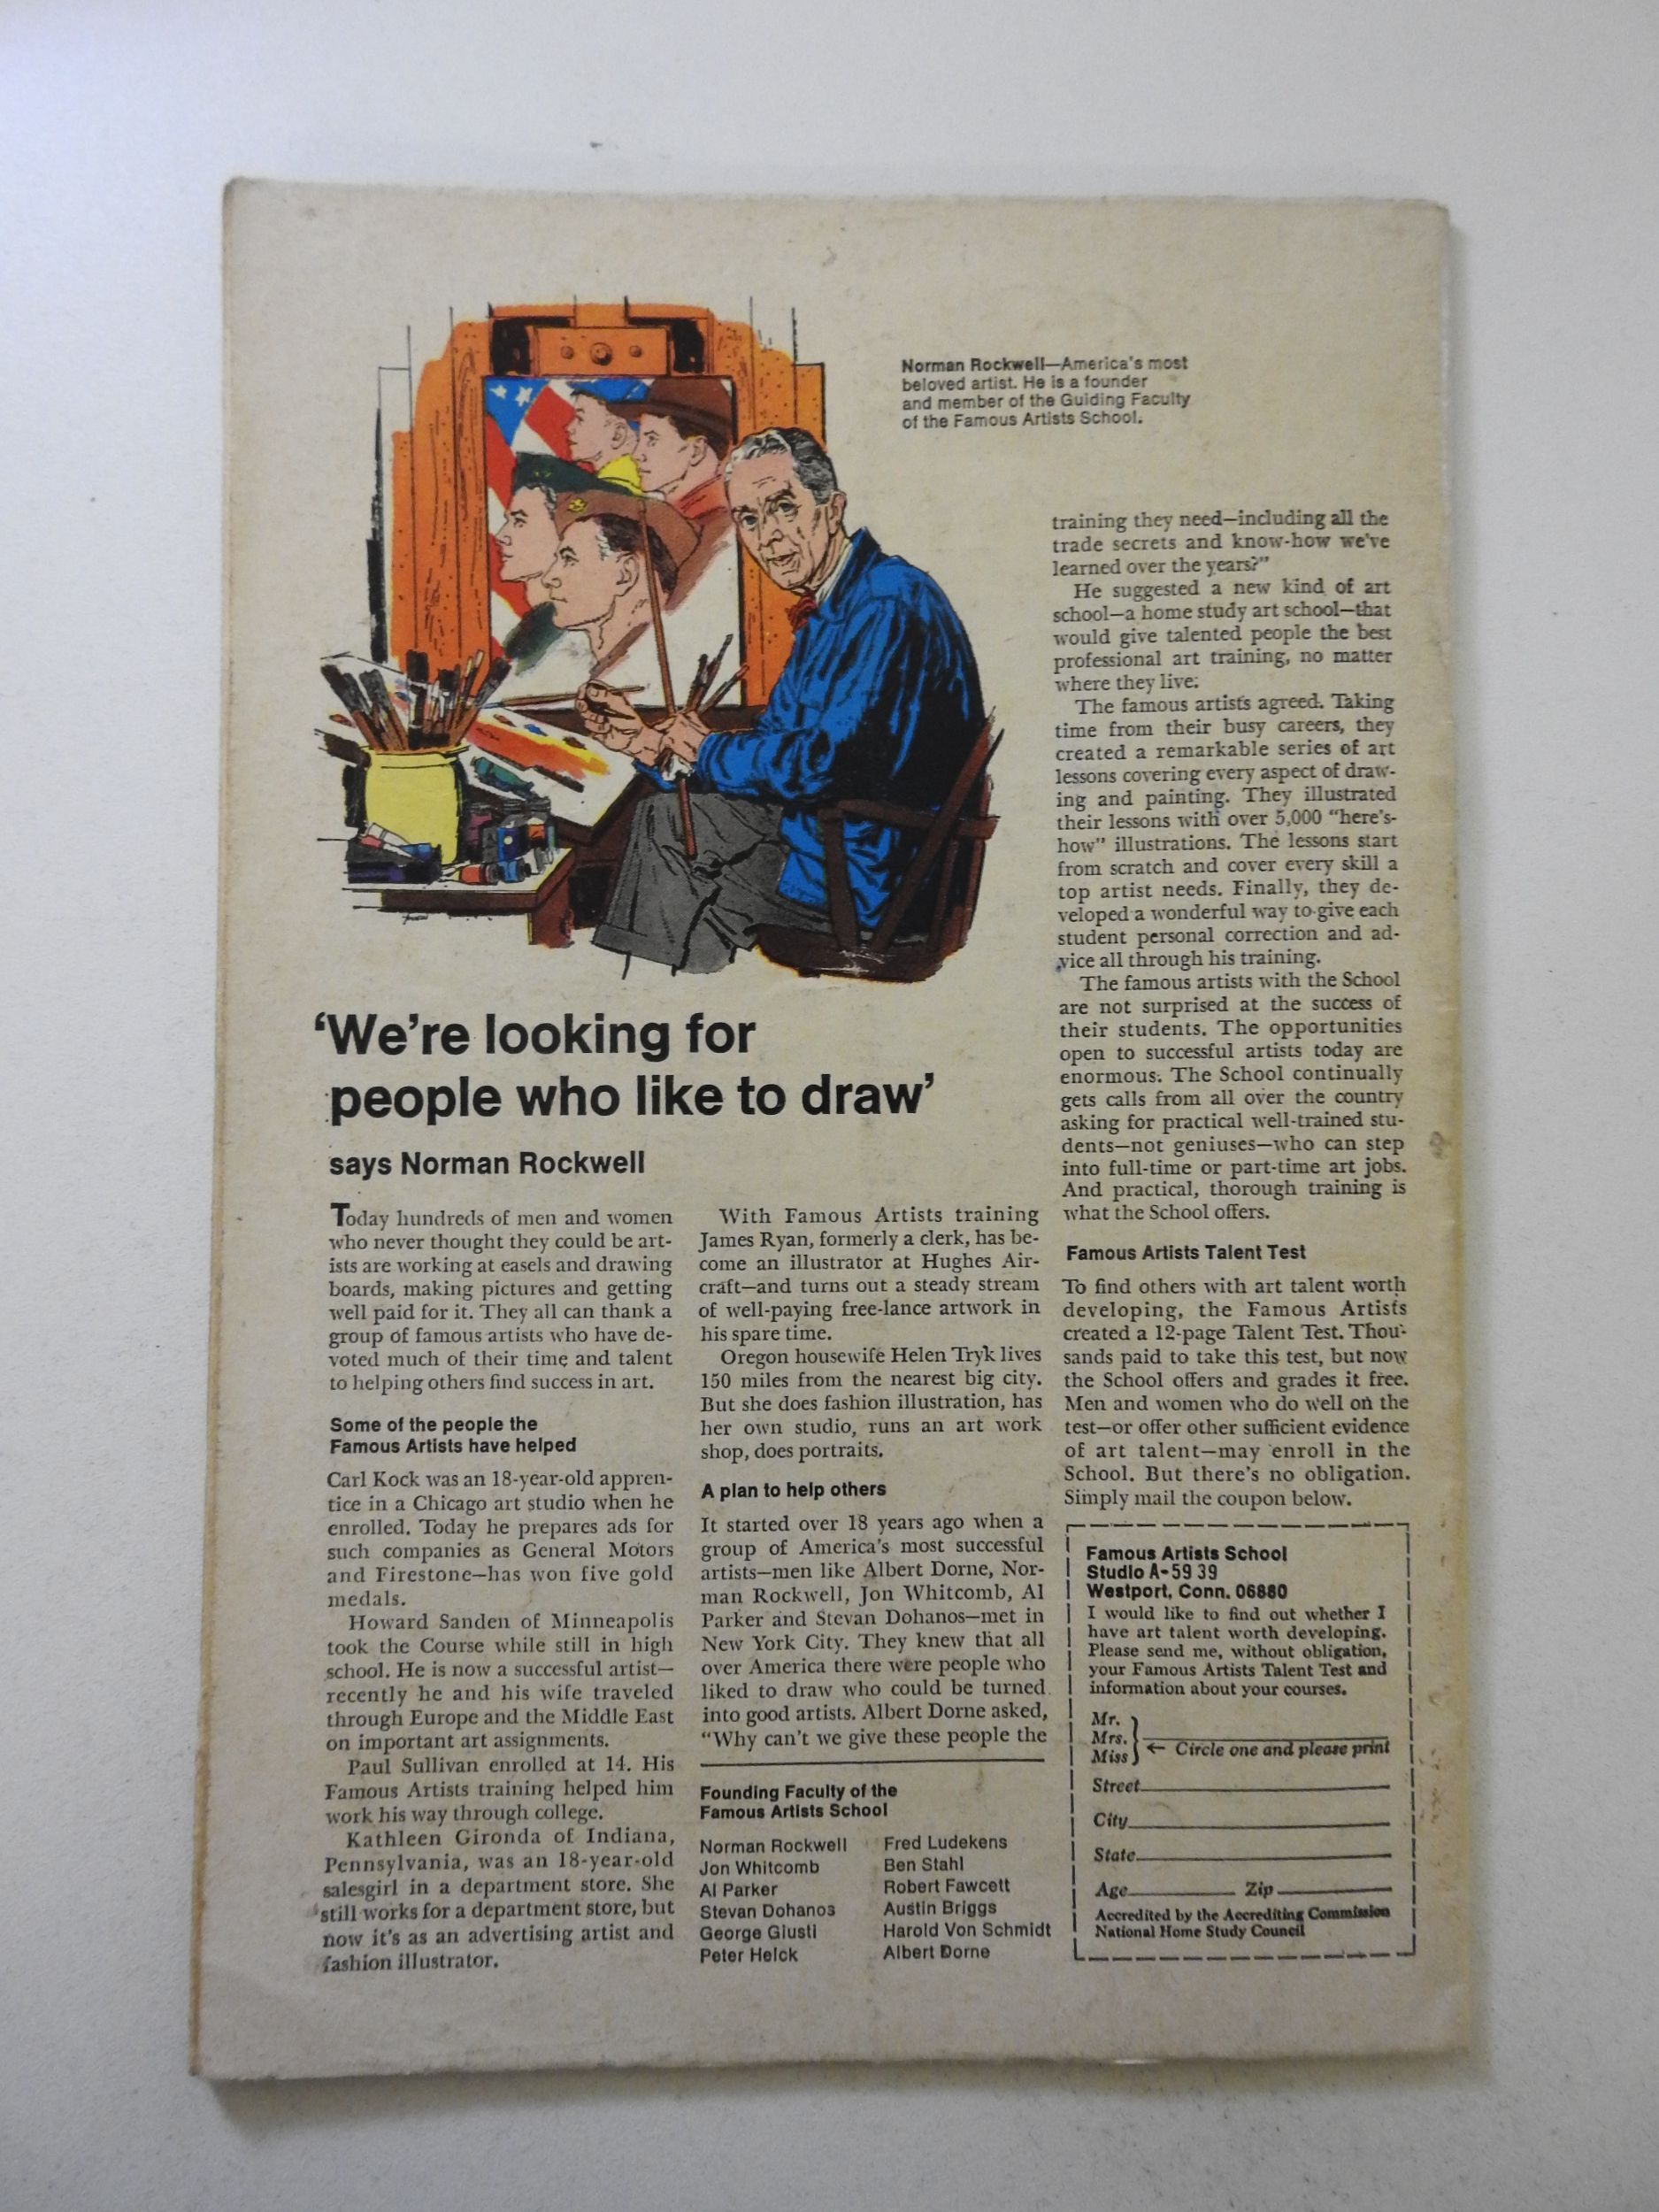 Norman Rockwell—America's most
beloved artist. He is a founder
and member of the Guiding Faculty
of the Famous Artists School.
'We're looking for
people who like to draw'
says Norman Rockwell
Today hundreds of men and women
who never thought they could be art-
ists are working at easels and drawing
boards, making pictures and getting
well paid for it. They all can thank a
group of famous artists who have de-
voted much of their time and talent
to helping others find success in art.
Some of the people the
Famous Artists have helped
Carl Kock was an 18-year-old appren-
tice in a Chicago art studio when he
enrolled. Today he prepares ads for
such companies as General Motors
and Firestone—has won five gold
medals.
Howard Sanden of Minneapolis
took the Course while still in high
school. He is now a successful artist—
recently he and his wife traveled
through Europe and the Middle East
on important art assignments.
Paul Sullivan enrolled at 14. His
Famous Artists training helped him
work his way through college.
Kathleen Gironda of Indiana,
Pennsylvania, was an 18-year-old
salesgirl in a department store. She
still works for a department store, but
now it's as an advertising artist and
fashion illustrator.
With Famous Artists training
James Ryan, formerly a clerk, has be-
come an illustrator at Hughes Air-
craft—and turns out a steady stream
of well-paying free-lance artwork in
his spare time.
Oregon housewife Helen Tryk lives
150 miles from the nearest big city.
But she does fashion illustration, has
her own studio, runs an art work
shop, does portraits.
A plan to help others
It started over 18 years ago when a
group of America's most successful
artists—men like Albert Dorne, Nor-
man Rockwell, Jon Whitcomb, Al
Parker and Stevan Dohanos—met in
New York City. They knew that all
over America there were people who
liked to draw who could be turned
into good artists. Albert Dorne asked,
"Why can't we give these people the
training they need—including all the
trade secrets and know-how we've
learned over the years?"
He suggested a new kind of art
school—a home study art school—that
would give talented people the best
professional art training, no matter
where they live.
The famous artists agreed. Taking
time from their busy careers, they
created a remarkable series of art
lessons covering every aspect of draw-
ing and painting. They illustrated
their lessons with over 5,000 "here's-
how" illustrations. The lessons start
from scratch and cover every skill a
top artist needs. Finally, they de-
veloped a wonderful way to give each
student personal correction and ad-
vice all through his training.
The famous artists with the School
are not surprised at the success of
their students. The opportunities
open to successful artists today are
enormous. The School continually
gets calls from all over the country
asking for practical well-trained stu-
dents—not geniuses—who can step
into full-time or part-time art jobs.
And practical, thorough training is
what the School offers.
Famous Artists Talent Test
To find others with art talent worth
developing, the Famous Artists
created a 12-page Talent Test. Thou-
sands paid to take this test, but now
the School offers and grades it free.
Men and women who do well on the
test—or offer other sufficient evidence
of art talent—may enroll in the
School. But there's no obligation.
Simply mail the coupon below.
Founding Faculty of the
Famous Artists School
Norman Rockwell
Jon Whitcomb
Al Parker
Stevan Dohanos
George Giusti
Peter Helck
Fred Ludekens
Ben Stahl
Robert Fawcett
Austin Briggs
Harold Von Schmidt
Albert Dorne
Famous Artists School
Studio A-5939
Westport, Conn. 06880
I would like to find out whether I
have art talent worth developing.
Please send me, without obligation,
your Famous Artists Talent Test and
information about your courses.
Mr.
Mrs.
Miss
← Circle one and please print
Street
City
State
Age Zip
Accredited by the Accrediting Commission
National Home Study Council